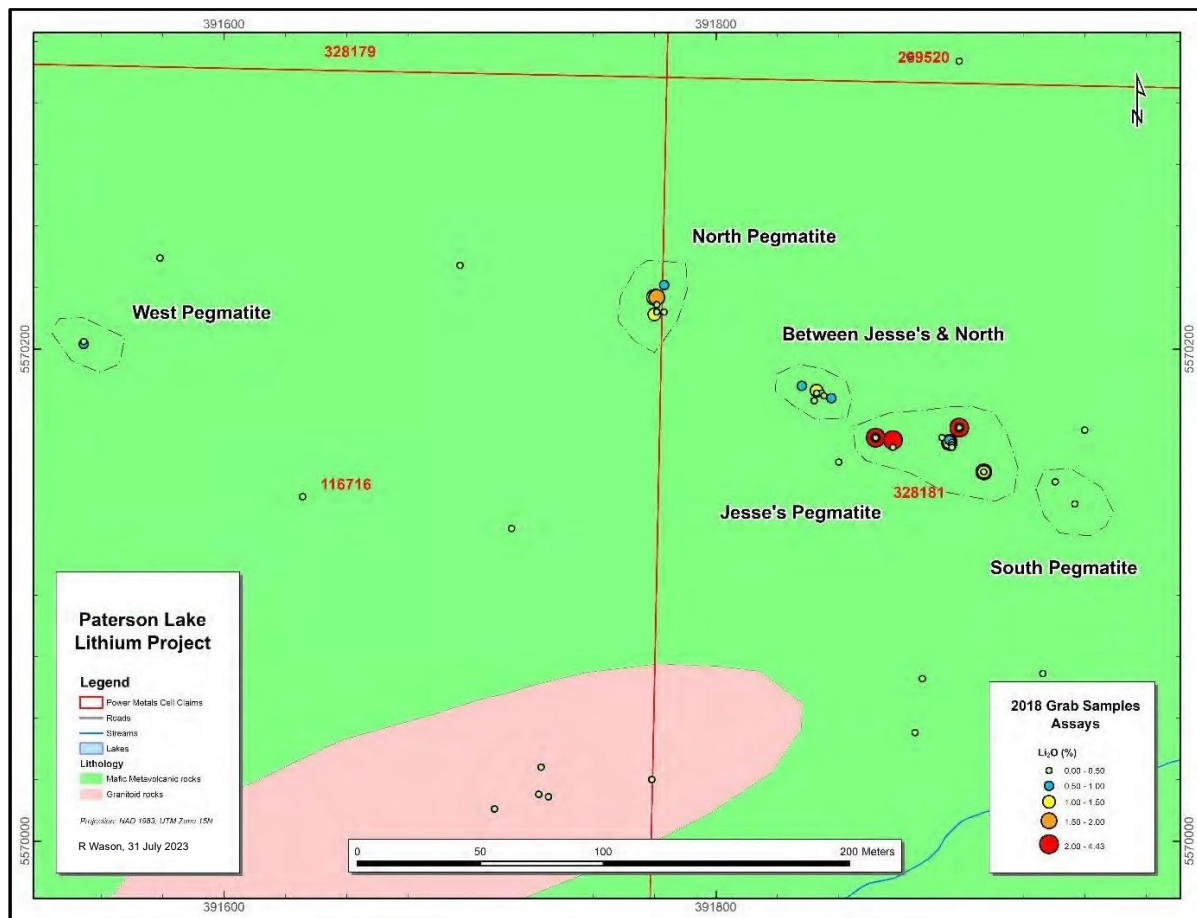 391600
391800
328179
North Pegmatite
West Pegmatite
Between Jesse's & North
5570200
5570200
116716
328181
Jesse's Pegmatite
South Pegmatite
N
Paterson Lake
Lithium Project
Legend
Power Metals Cell Claims
Roads
Streams
Lakes
Lithology
Mafic Metavolcanic rocks
Granitoid rocks
Projection: NAD 1983, UTM Zone 15N
R Wason, 31 July 2023
2018 Grab Samples
Assays
Li₂O (%)
0.00 - 0.50
0.50 - 1.00
1.00 - 1.50
1.50 - 2.00
2.00 - 4.43
0 50 100 200 Meters
5570000
5570000
391600
391800